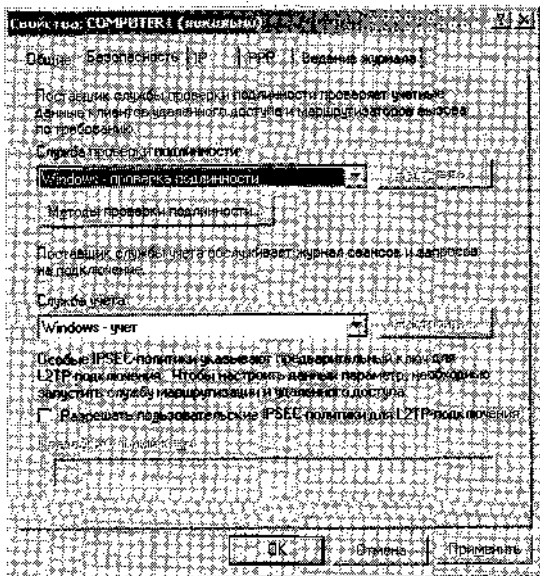 Свойства: COMPUTER1 (локально)
Общие Безопасность IP PPP Ведение журнала
Поставщик службы проверки подлинности проверяет учетные
данные клиентов удаленного доступа и маршрутизаторов вызова
по требованию.
Служба проверки подлинности:
Windows - проверка подлинности
Методы проверки подлинности...
Поставщик службы учета обслуживает журнал сеансов и запросов
на подключение.
Служба учета:
Windows - учет
Особые IPSEC-политики указывают предварительный ключ для
L2TP-подключения. Чтобы настроить данный параметр, необходимо
запустить службу маршрутизации и удаленного доступа.
Разрешать пользовательские IPSEC-политики для L2TP-подключения
OK Отмена Применить